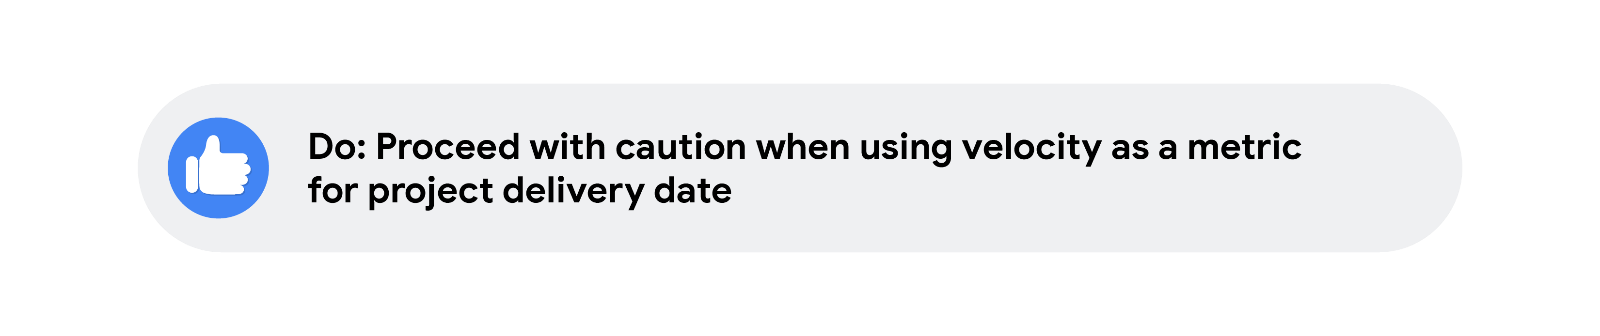 Do: Proceed with caution when using velocity as a metric
for project delivery date